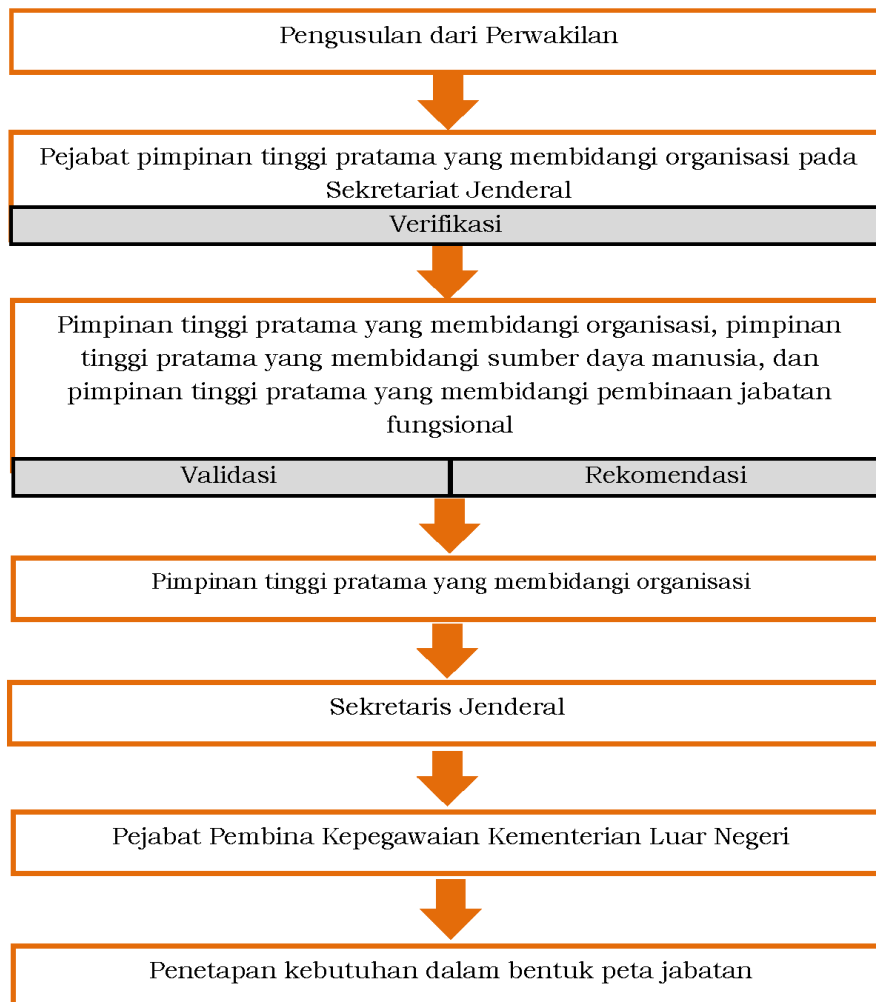 Pengusulan dari Perwakilan
Pejabat pimpinan tinggi pratama yang membidangi organisasi pada
Sekretariat Jenderal
Verifikasi
Pimpinan tinggi pratama yang membidangi organisasi, pimpinan
tinggi pratama yang membidangi sumber daya manusia, dan
pimpinan tinggi pratama yang membidangi pembinaan jabatan
fungsional
Validasi
Rekomendasi
Pimpinan tinggi pratama yang membidangi organisasi
Sekretaris Jenderal
Pejabat Pembina Kepegawaian Kementerian Luar Negeri
Penetapan kebutuhan dalam bentuk peta jabatan